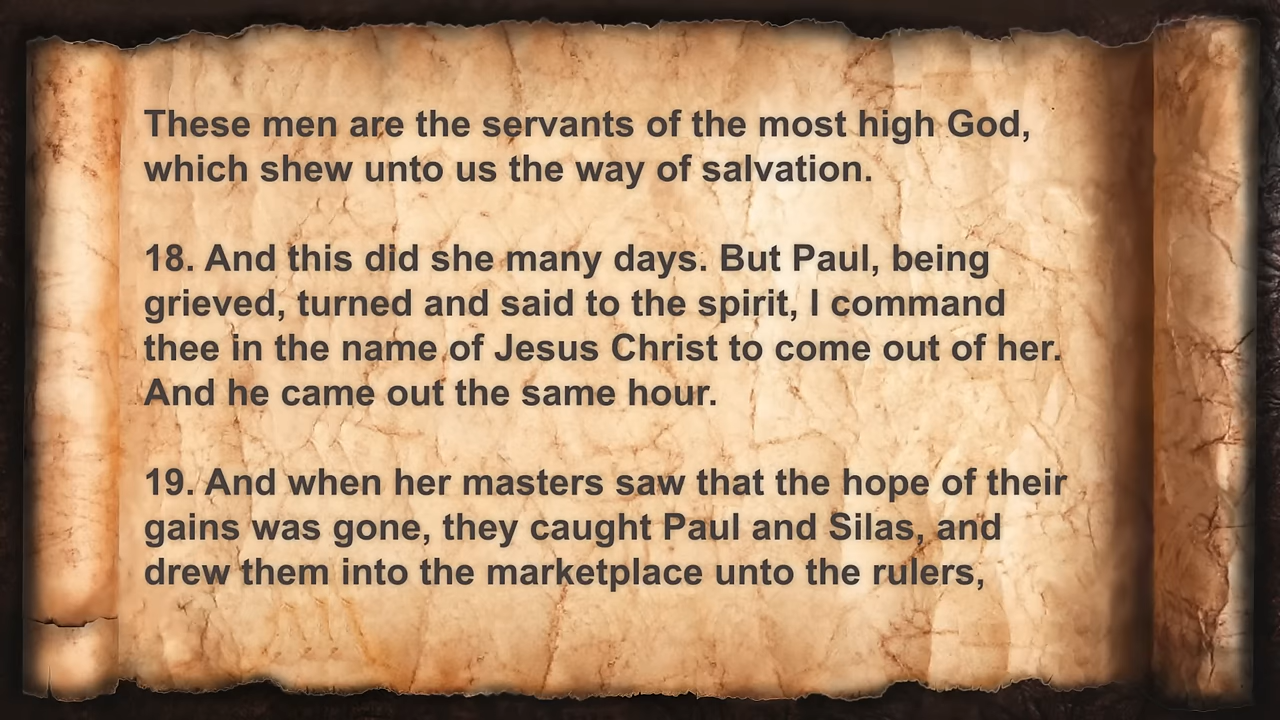 These men are the servants of the most high God,
which shew unto us the way of salvation.
18. And this did she many days. But Paul, being
grieved, turned and said to the spirit, I command
thee in the name of Jesus Christ to come out of her.
And he came out the same hour.
19. And when her masters saw that the hope of their
gains was gone, they caught Paul and Silas, and
drew them into the marketplace unto the rulers,